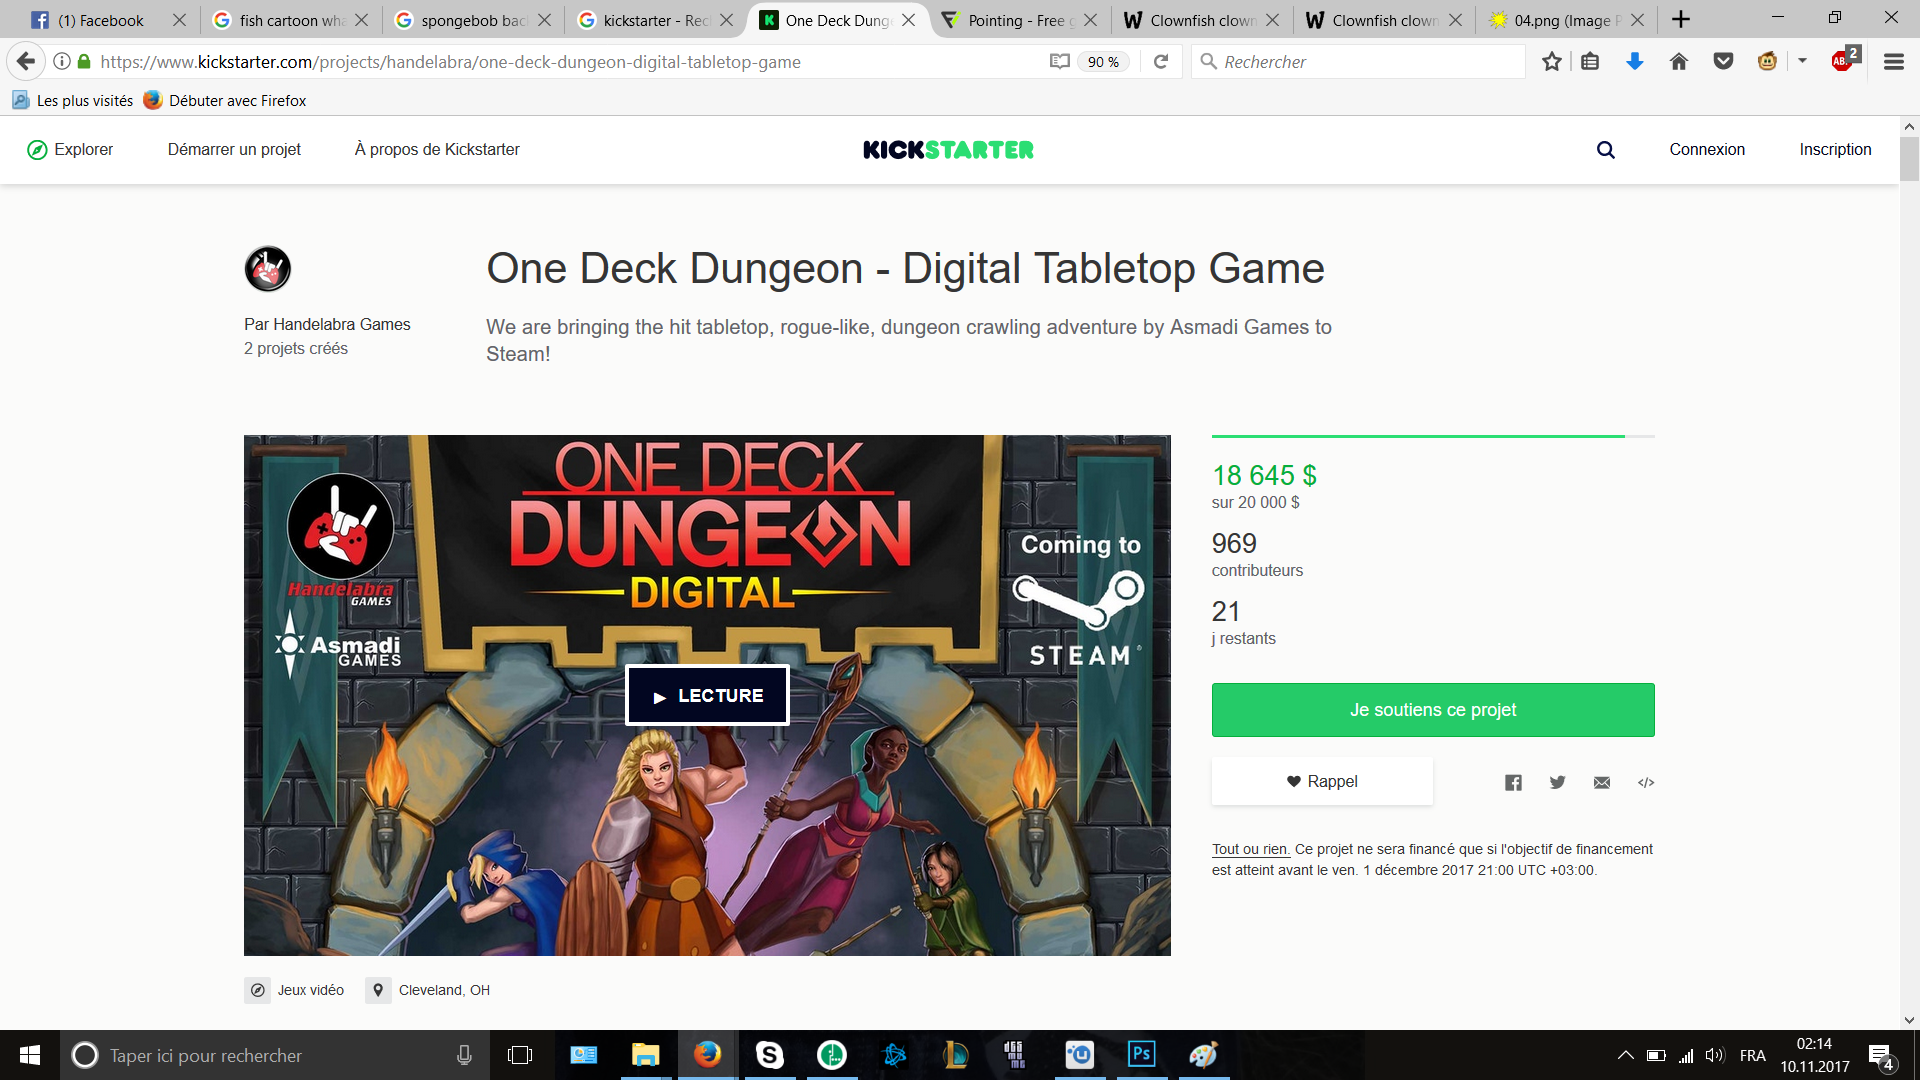 (1) Facebook
fish cartoon wha
spongebob bac
kickstarter - Rec
One Deck Dunge
Pointing - Free g
Clownfish clown
Clownfish clown
04.png (Image P
https://www.kickstarter.com/projects/handelabra/one-deck-dungeon-digital-tabletop-game
90 %
Rechercher
ABP
2
Les plus visités
Débuter avec Firefox
Explorer
Démarrer un projet
À propos de Kickstarter
KICKSTARTER
Connexion
Inscription
One Deck Dungeon - Digital Tabletop Game
Par Handelabra Games
2 projets créés
We are bringing the hit tabletop, rogue-like, dungeon crawling adventure by Asmadi Games to
Steam!
ONE DECK
DUNGEON
DIGITAL
Handelabra
GAMES
Asmadi
GAMES
Coming to
STEAM
LECTURE
18 645 $
sur 20 000 $
969
contributeurs
21
j restants
Je soutiens ce projet
Rappel
Tout ou rien. Ce projet ne sera financé que si l'objectif de financement
est atteint avant le ven. 1 décembre 2017 21:00 UTC +03:00.
Jeux vidéo
Cleveland, OH
Taper ici pour rechercher
Ps
FRA
02:14
10.11.2017
4